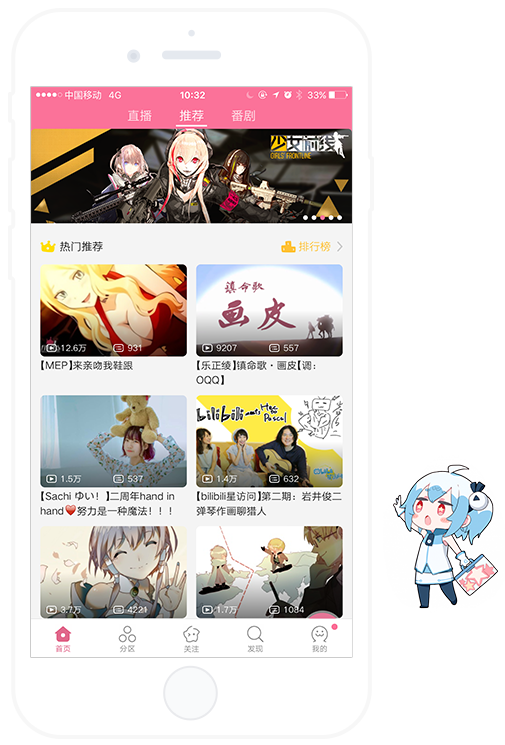 中国移动 4G 10:32 33%
直播 推荐 番剧
少女前线
GIRLS' FRONTLINE
热门推荐 排行榜
12.6万 931
9207 557
镇命歌
画皮
【MEP】来亲吻我鞋跟
【乐正绫】镇命歌·画皮【调:
OQQ】
1.5万 537
bilibili meets Hugo
Pascal
1.4万 632
【Sachi ゆい!】二周年hand in
hand❤️努力是一种魔法!!!
【bilibili星访问】第二期:岩井俊二
弹琴作画聊猎人
3.7万 4221
1.7万 1084
首页 分区 关注 发现 我的